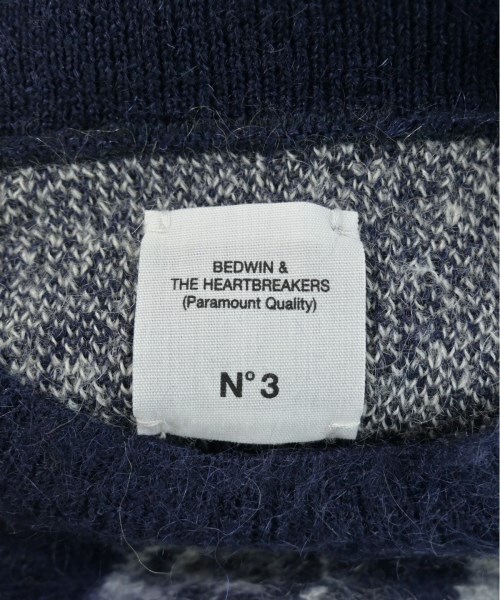 BEDWIN &
THE HEARTBREAKERS
(Paramount Quality)
N° 3